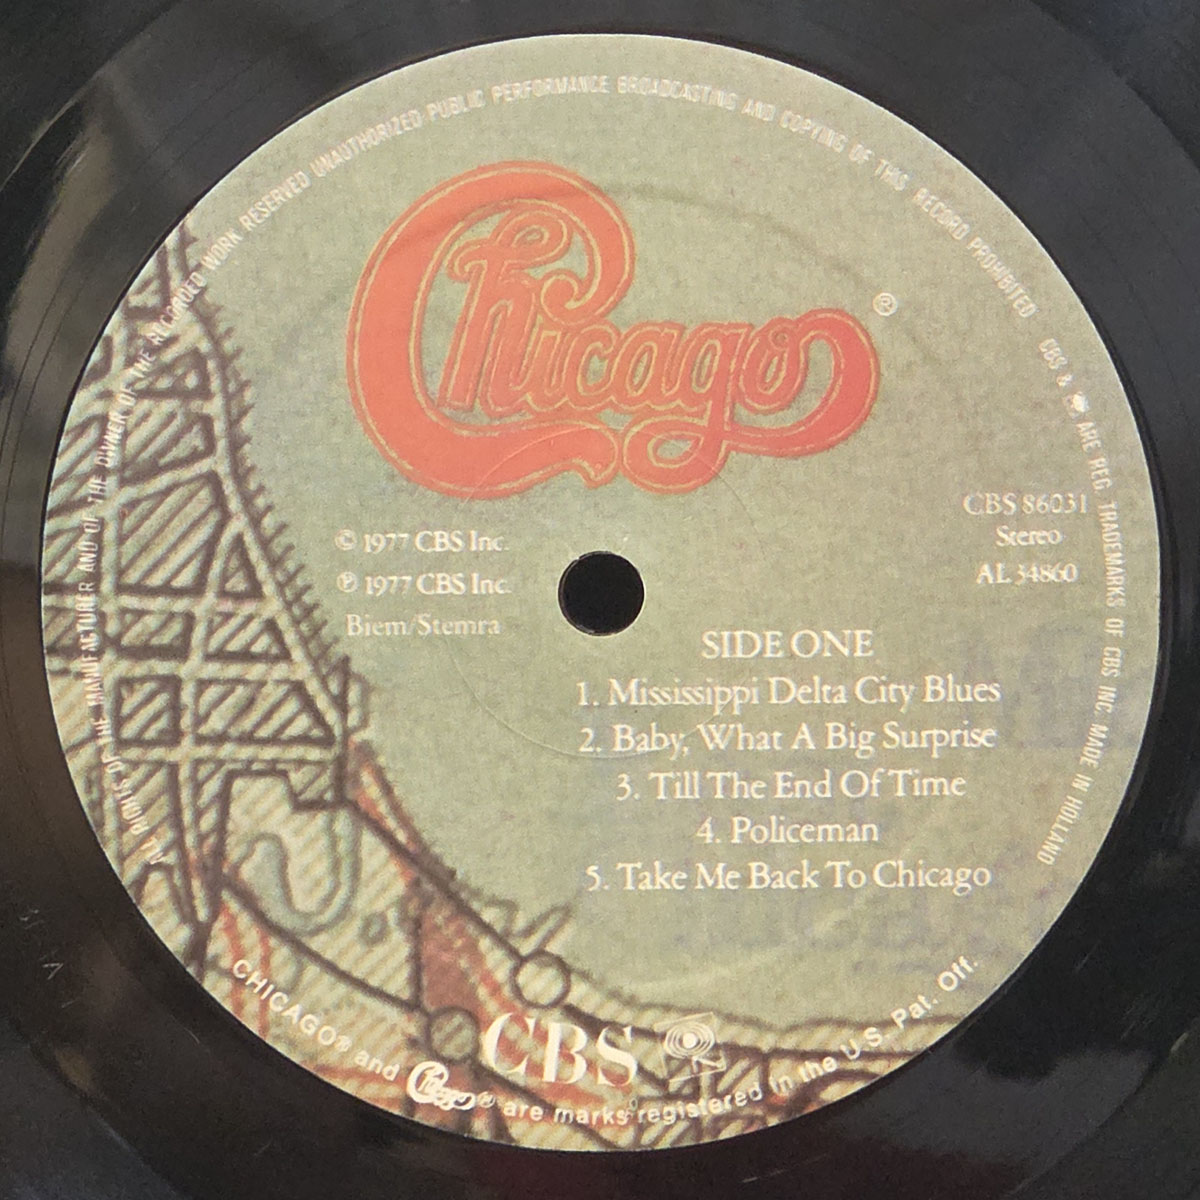 ALL RIGHTS OF THE MANUFACTURER AND OF THE OWNER OF THE RECORDED WORK RESERVED UNAUTHORIZED PUBLIC PERFORMANCE BROADCASTING AND COPYING OF THIS RECORD PROHIBITED
CBS & ARE REG. TRADEMARKS OF CBS INC. MADE IN HOLLAND
Chicago ®
© 1977 CBS Inc.
℗ 1977 CBS Inc.
Biem/Stemra
CBS 86031
Stereo
AL 34860
SIDE ONE
1. Mississippi Delta City Blues
2. Baby, What A Big Surprise
3. Till The End Of Time
4. Policeman
5. Take Me Back To Chicago
CBS
CHICAGO® and Chicago® are marks registered in the U.S. Pat. Off.